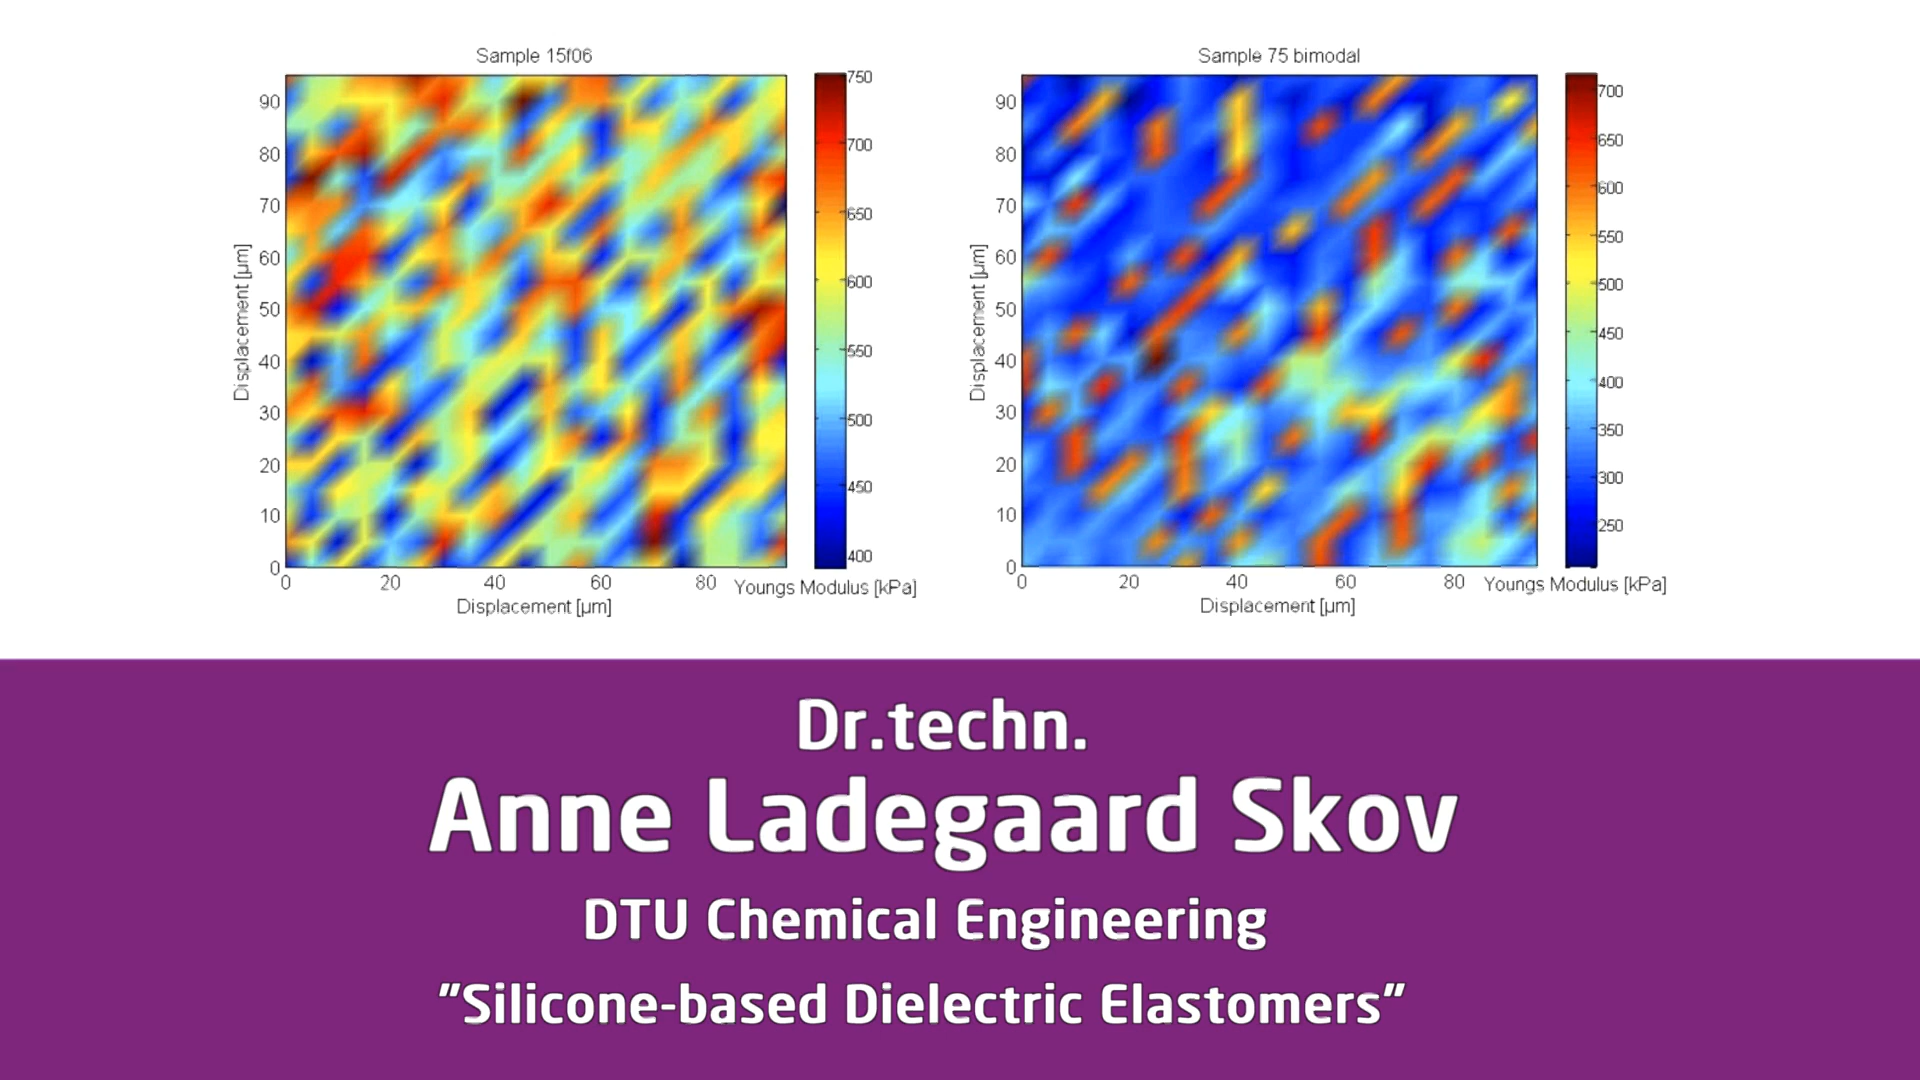 Sample 15f06
90
80
70
60
50
40
30
20
10
0
Displacement [µm]
0 20 40 60 80
Displacement [µm]
750
700
650
600
550
500
450
400
Youngs Modulus [kPa]
Sample 75 bimodal
90
80
70
60
50
40
30
20
10
0
Displacement [µm]
0 20 40 60 80
Displacement [µm]
700
650
600
550
500
450
400
350
300
250
Youngs Modulus [kPa]
Dr.techn.
Anne Ladegaard Skov
DTU Chemical Engineering
"Silicone-based Dielectric Elastomers"